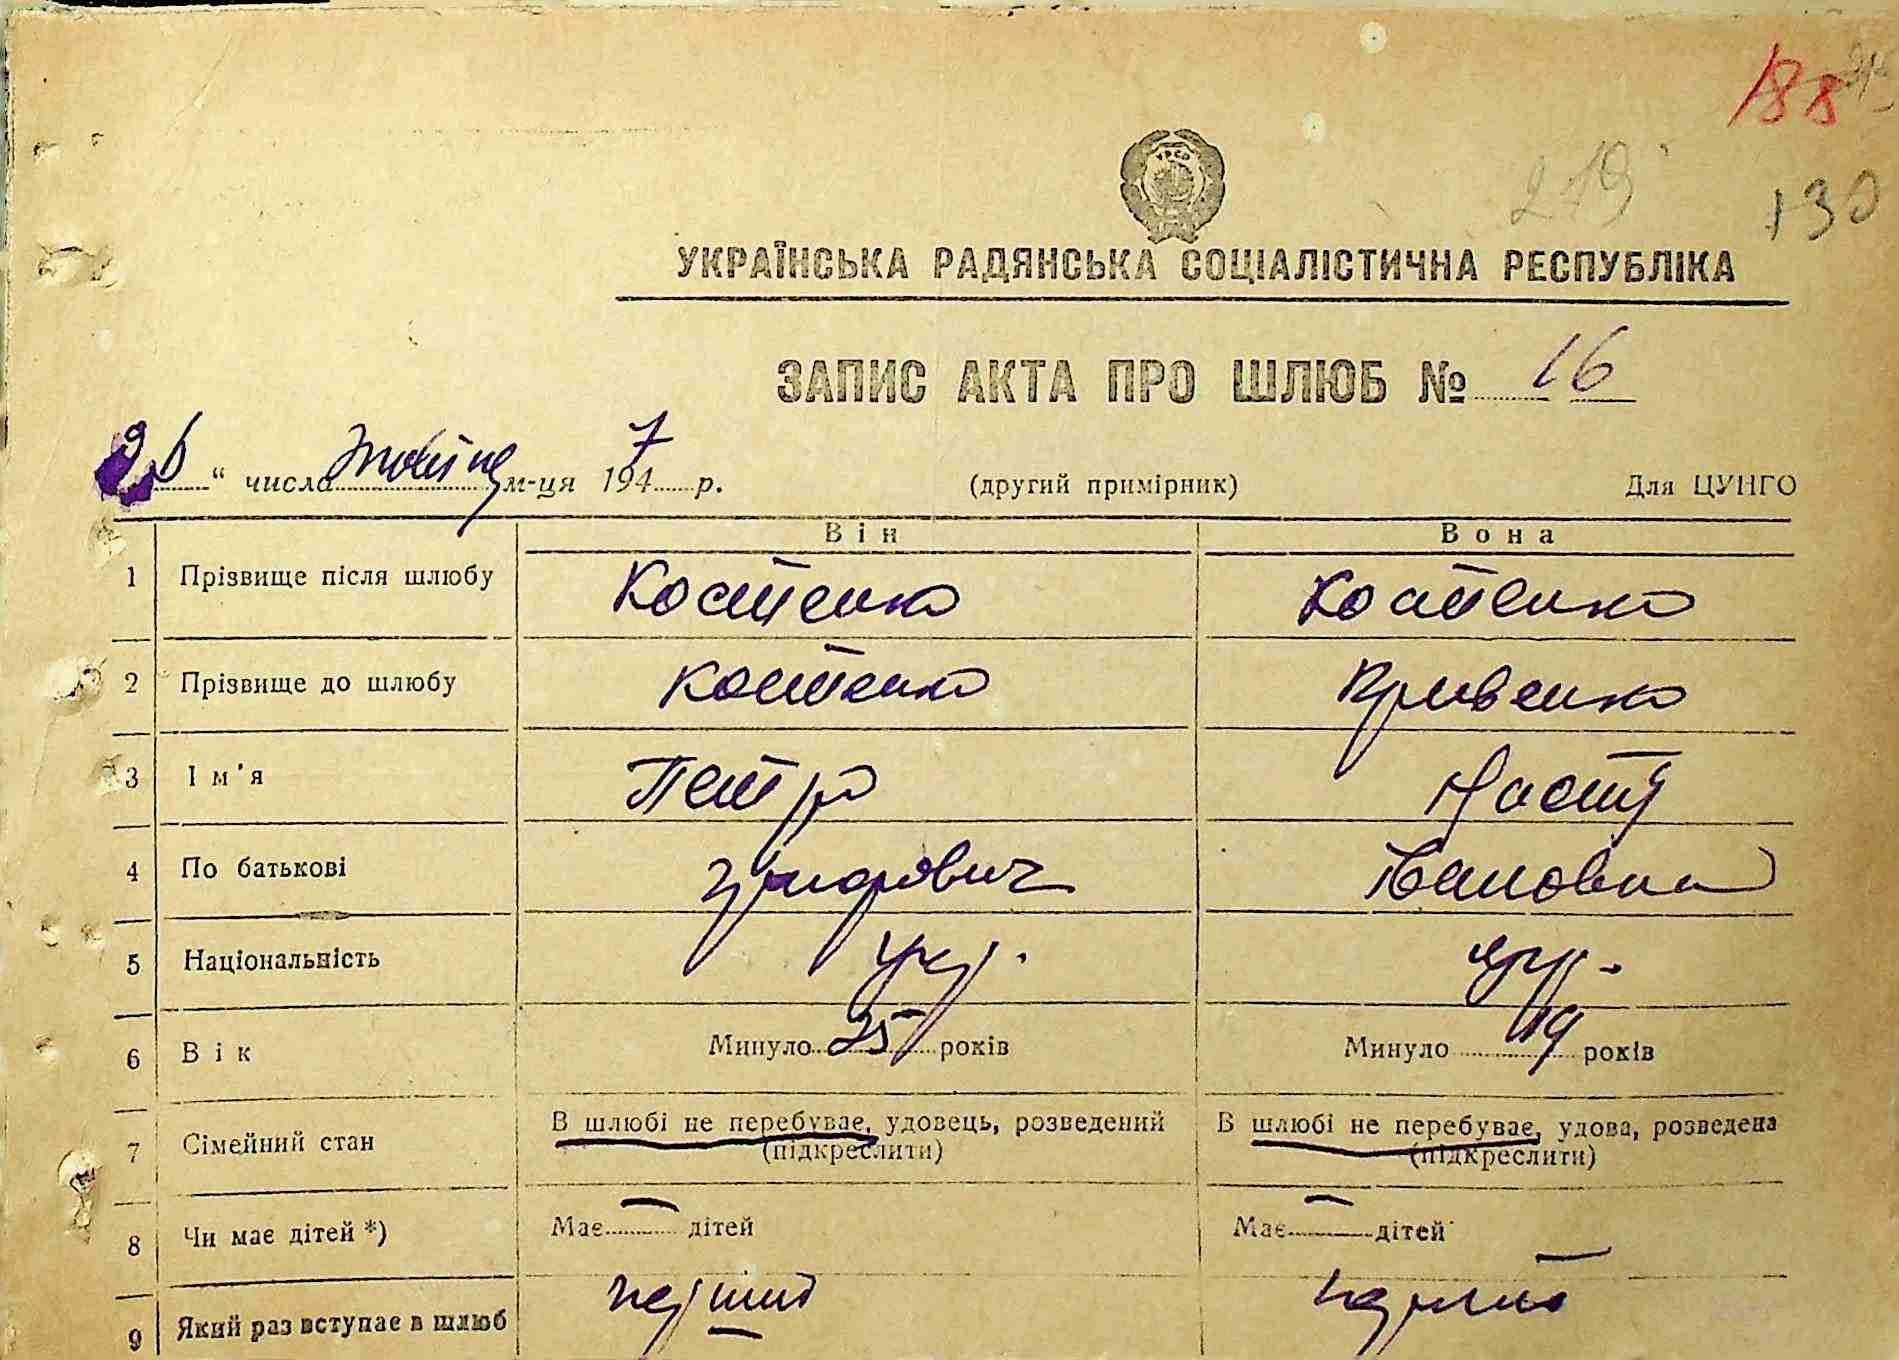 188
219
130
УРСР
УКРАЇНСЬКА РАДЯНСЬКА СОЦІАЛІСТИЧНА РЕСПУБЛІКА
ЗАПИС АКТА ПРО ШЛЮБ № 16
26 " числа жовтня м-ця 1947 р. (другий примірник) Для ЦУНГО
Він Вона
1 Прізвище після шлюбу Костенко Костенко
2 Прізвище до шлюбу Костенко Кривенко
3 Ім'я Петро Настя
4 По батькові Григорович Івановна
5 Національність укр. укр.
6 Вік Минуло 25 років Минуло 19 років
7 Сімейний стан В шлюбі не перебуває, удовець, розведений В шлюбі не перебуває, удова, розведена
(підкреслити) (підкреслити)
8 Чи має дітей *) Має — дітей Має — дітей
9 Який раз вступає в шлюб перший перший